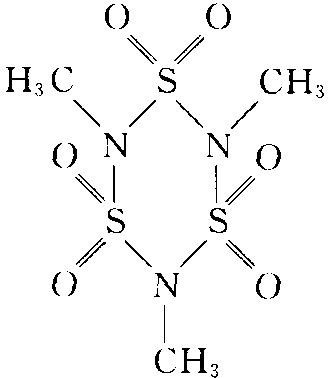 O O
H₃C S CH₃
N N
O O
S S
O N O
CH₃